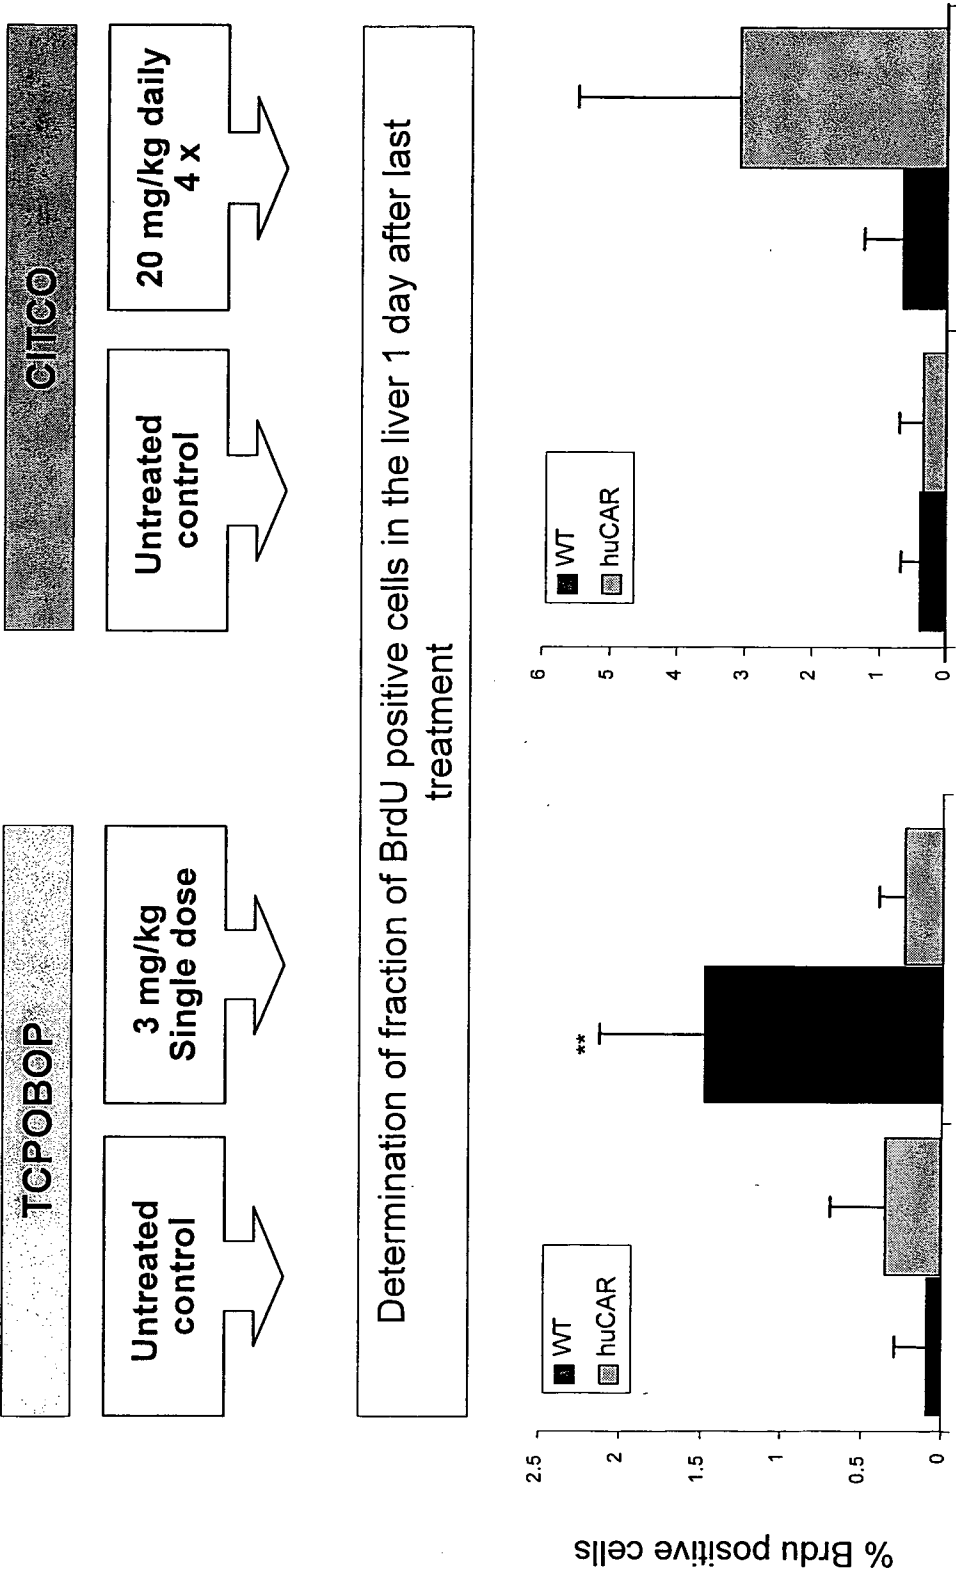 TCPOBOP
CITCO
Untreated
control
3 mg/kg
Single dose
Untreated
control
20 mg/kg daily
4 x
Determination of fraction of BrdU positive cells in the liver 1 day after last
treatment
% Brdu positive cells
2.5
2
1.5
1
0.5
0
WT
huCAR
**
6
5
4
3
2
1
0
WT
huCAR